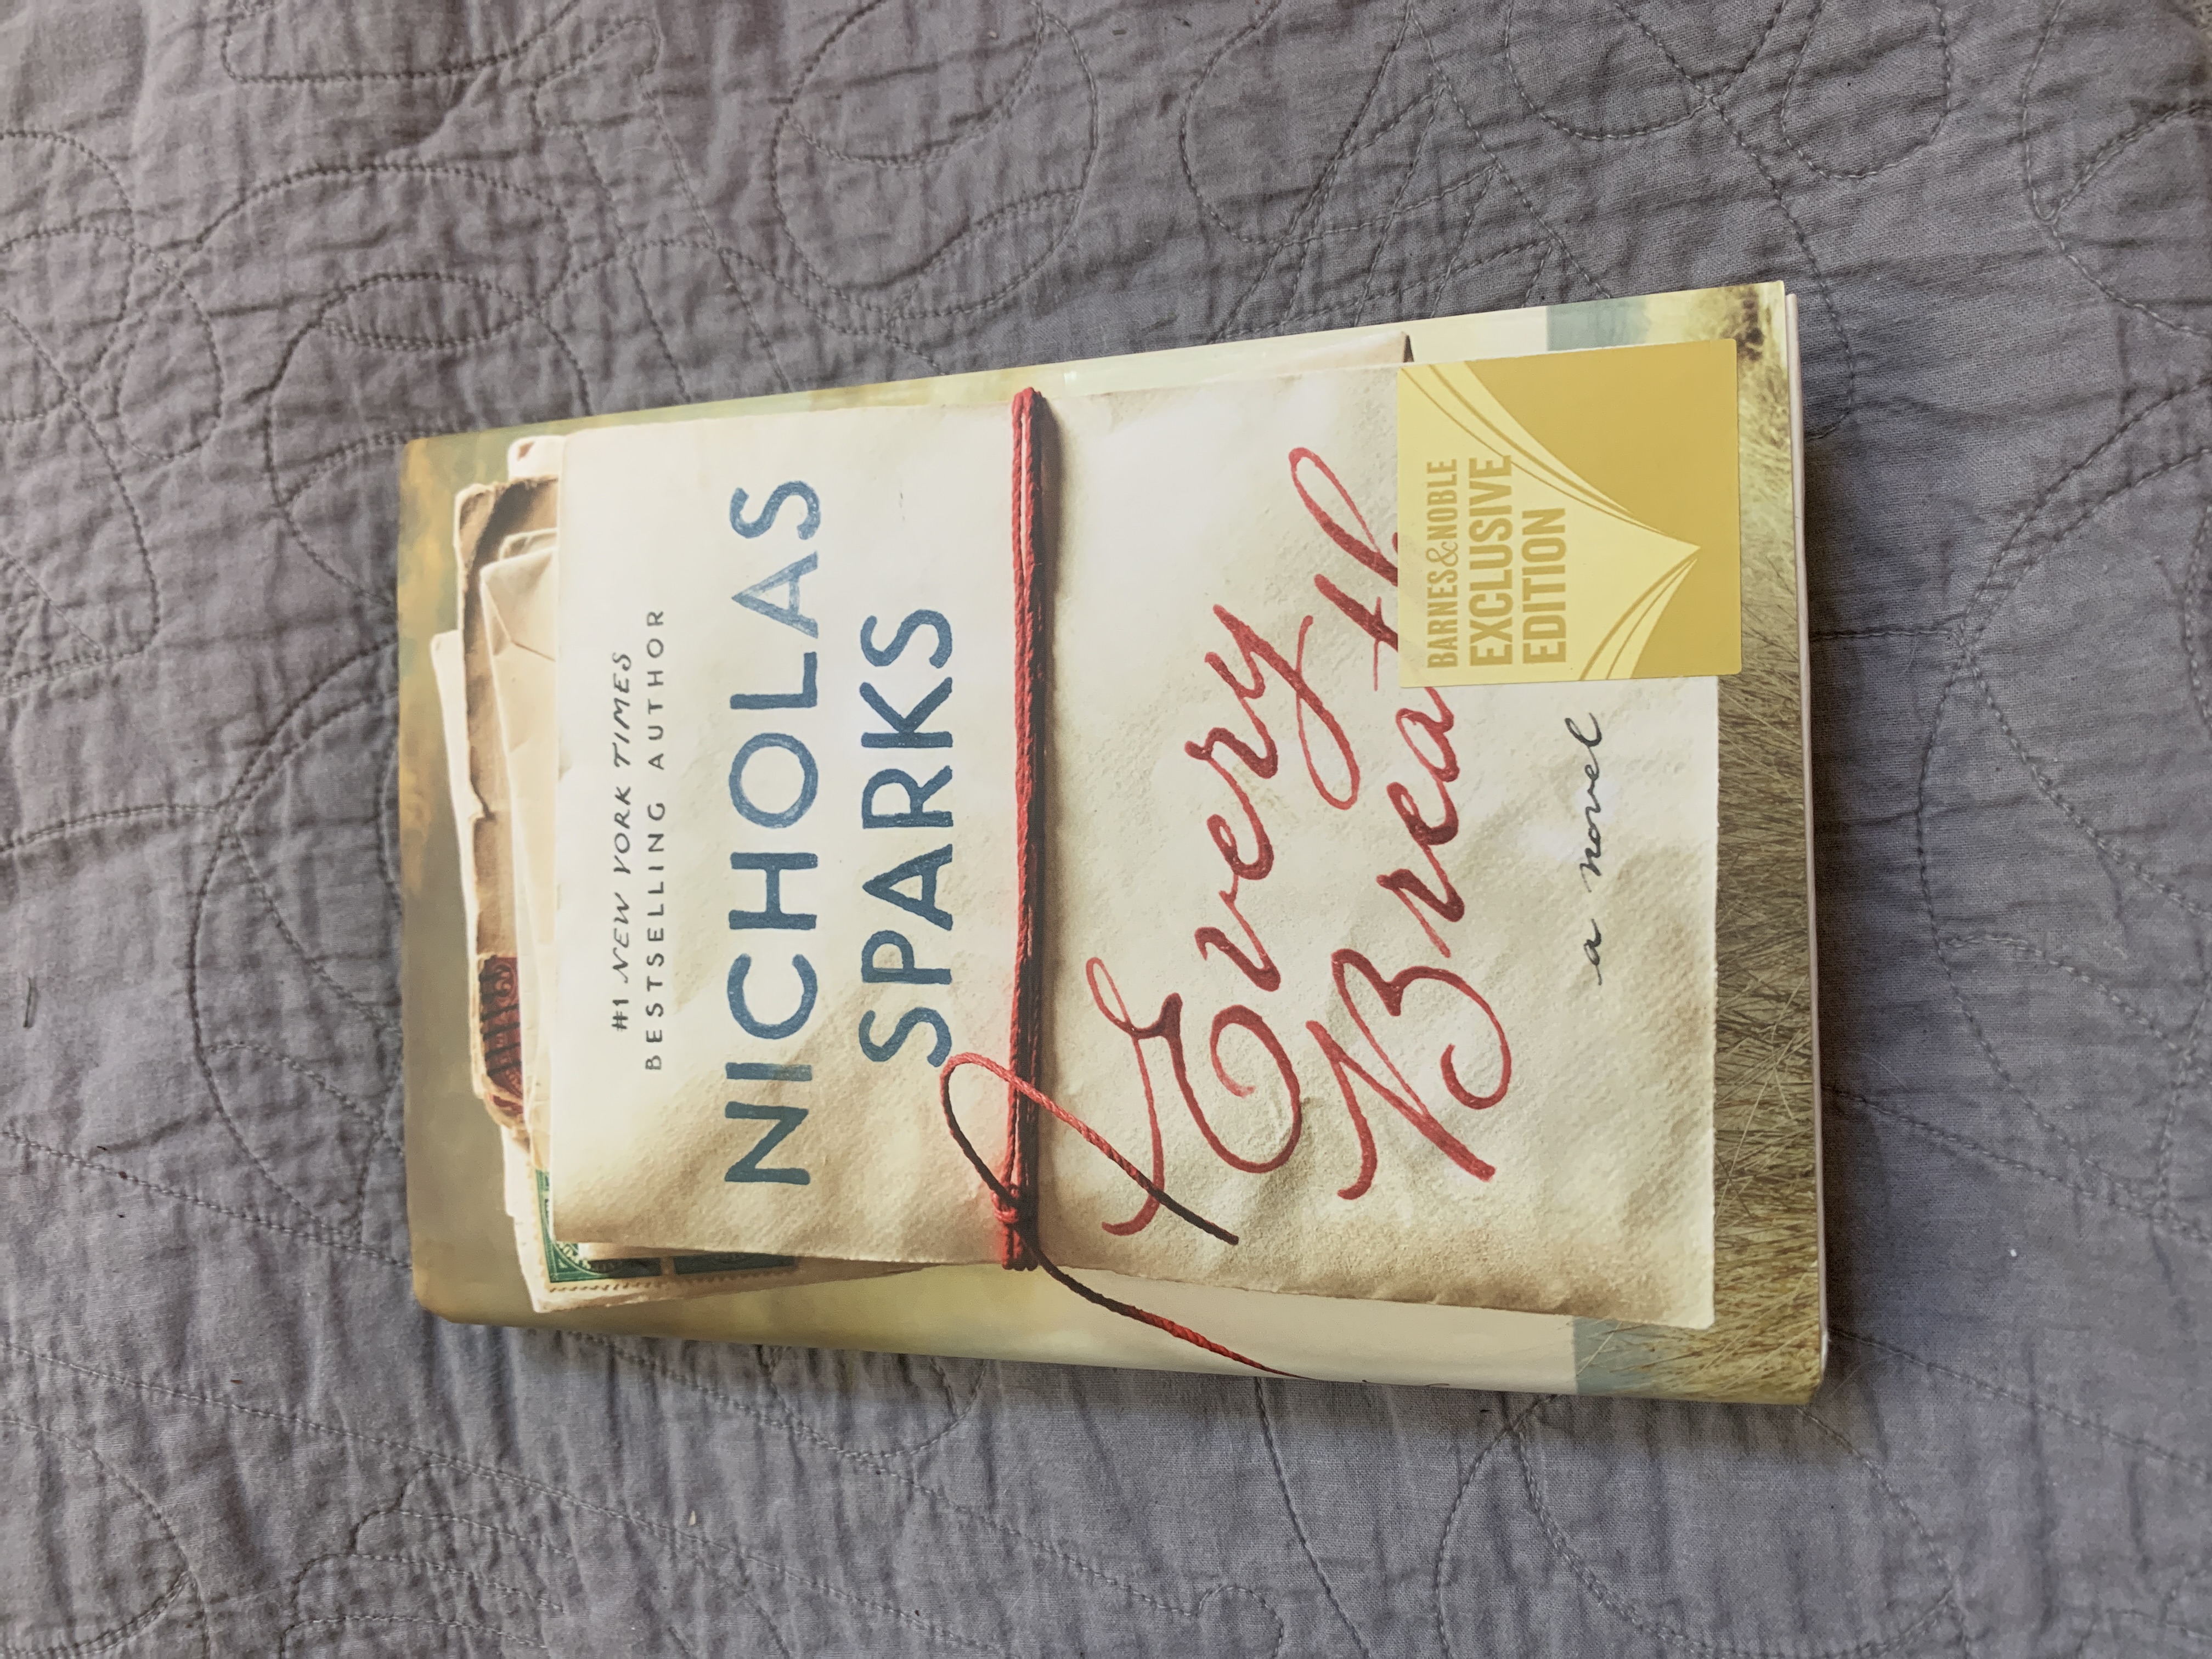 #1 NEW YORK TIMES
BESTSELLING AUTHOR
NICHOLAS
SPARKS
Every
Breath
a novel
BARNES&NOBLE
EXCLUSIVE
EDITION